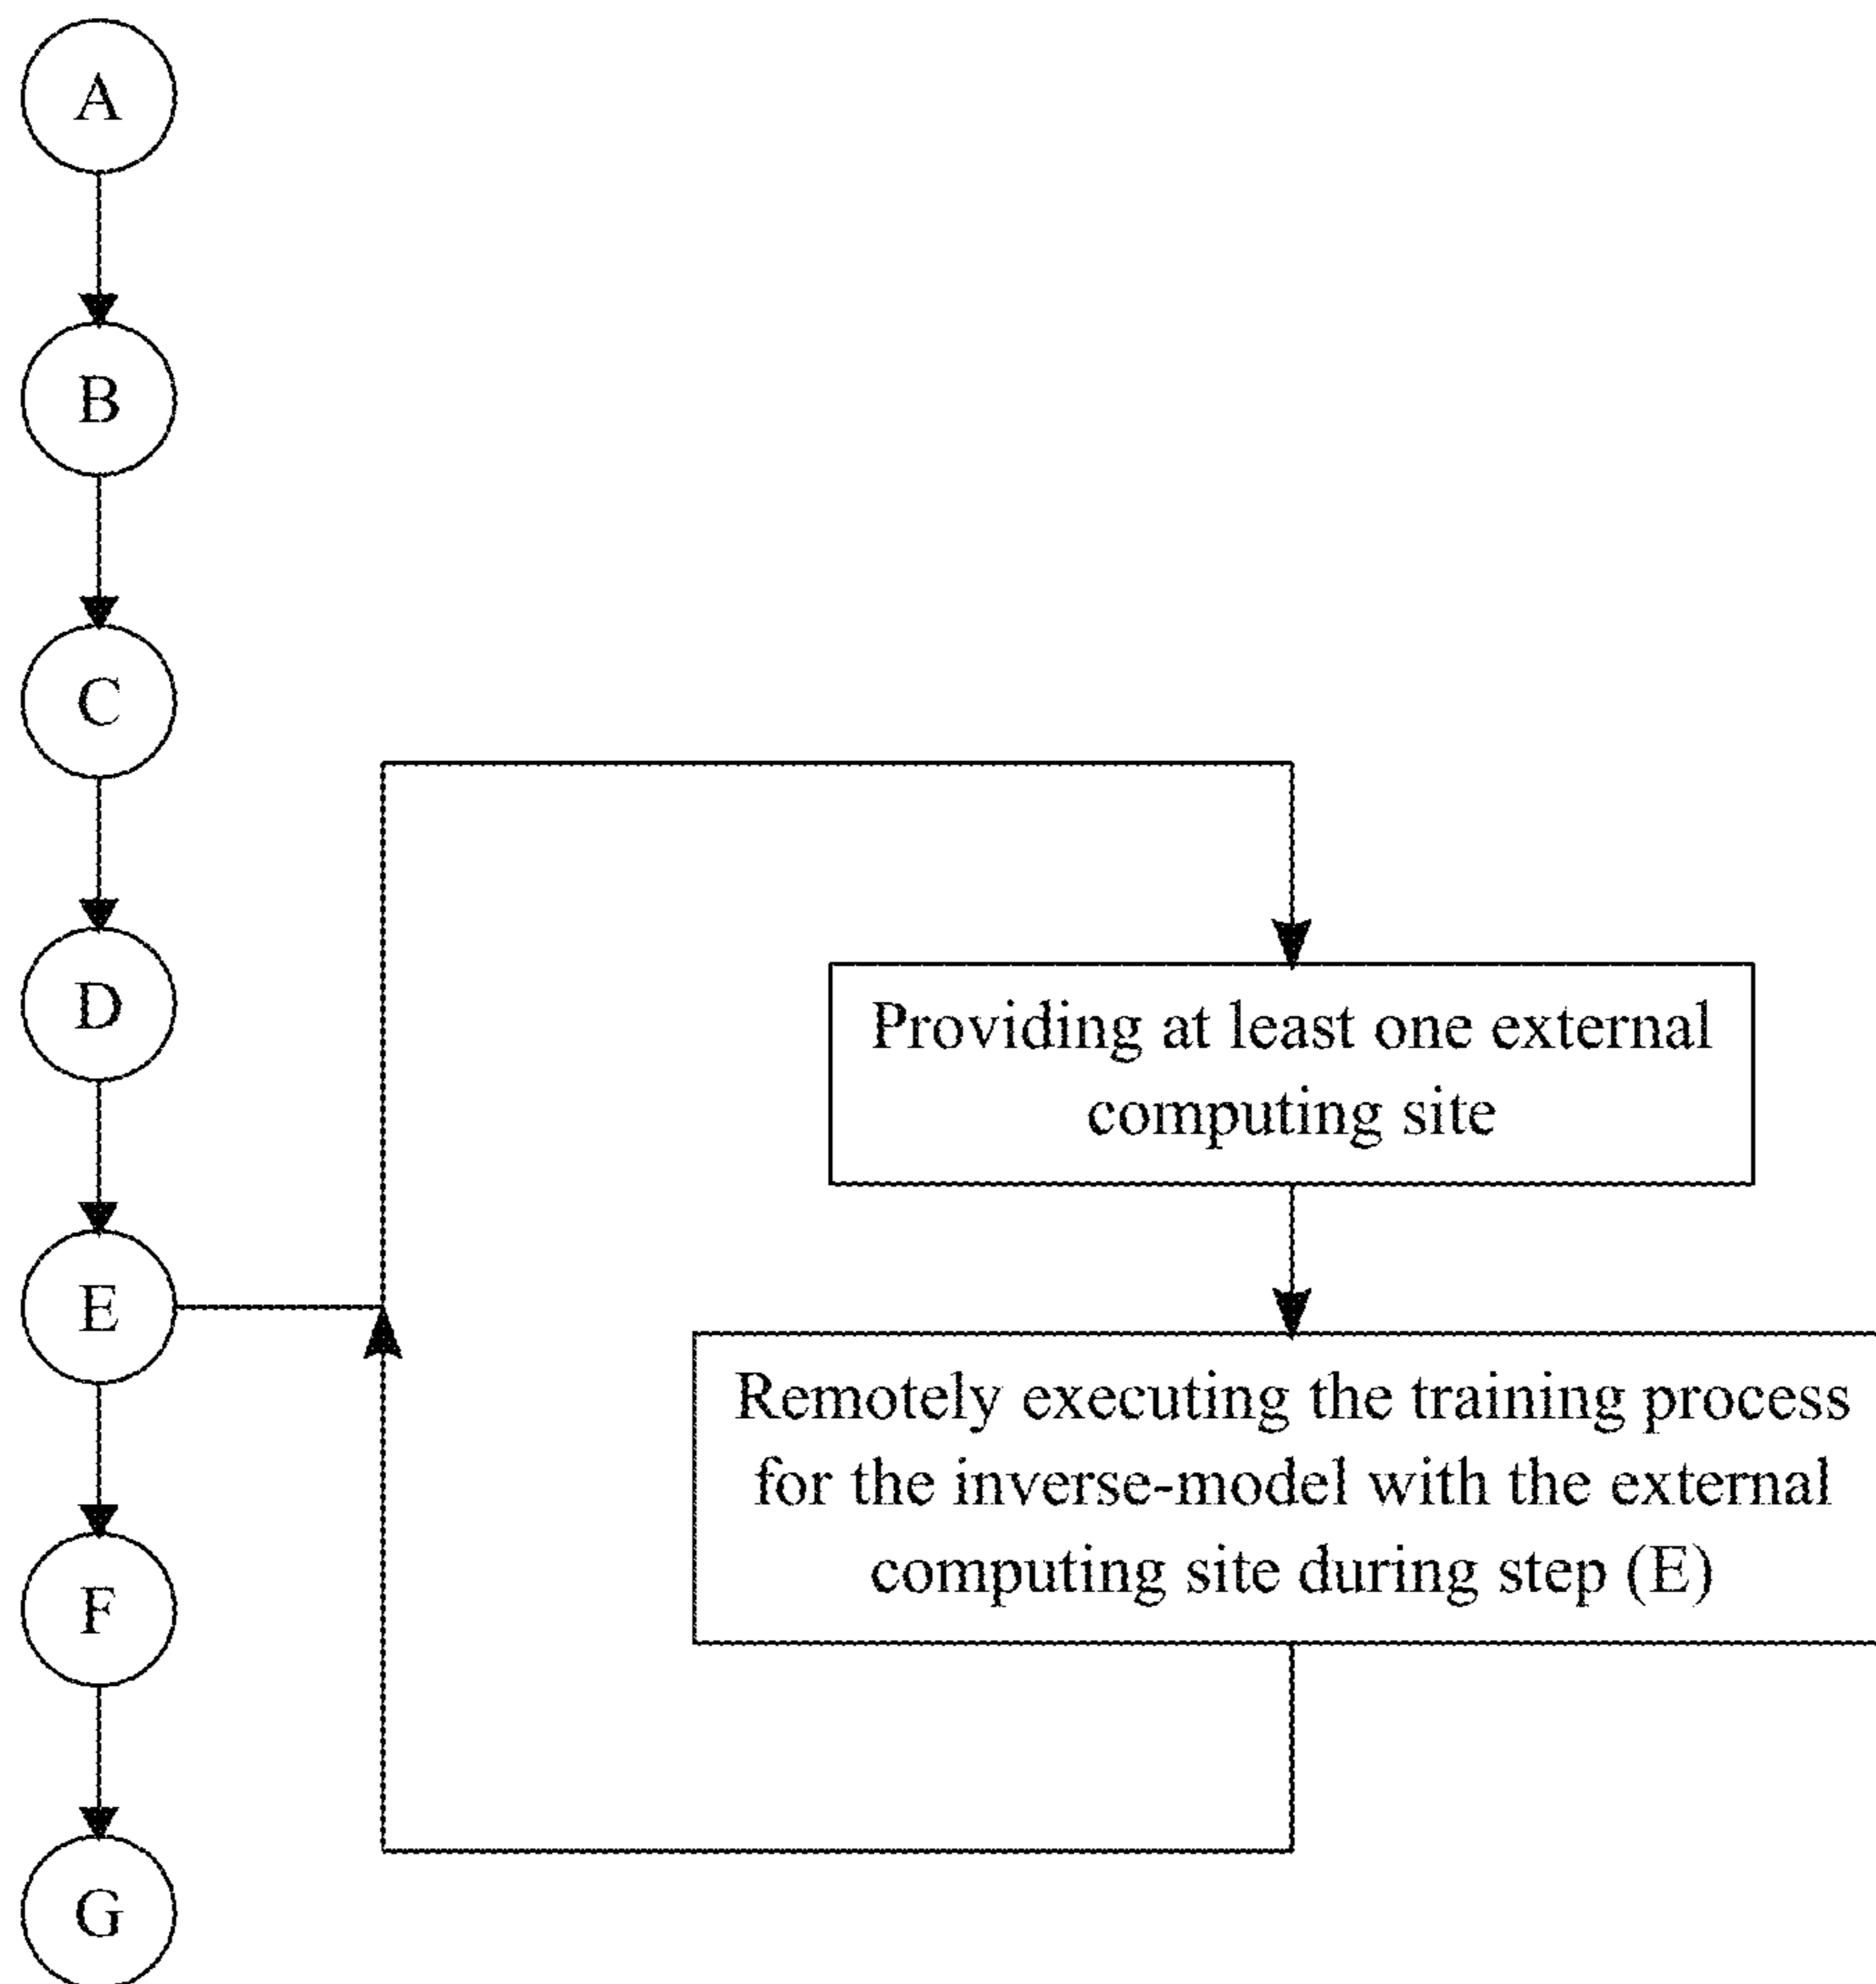 A
B
C
D
E
F
G
Providing at least one external
computing site
Remotely executing the training process
for the inverse-model with the external
computing site during step (E)